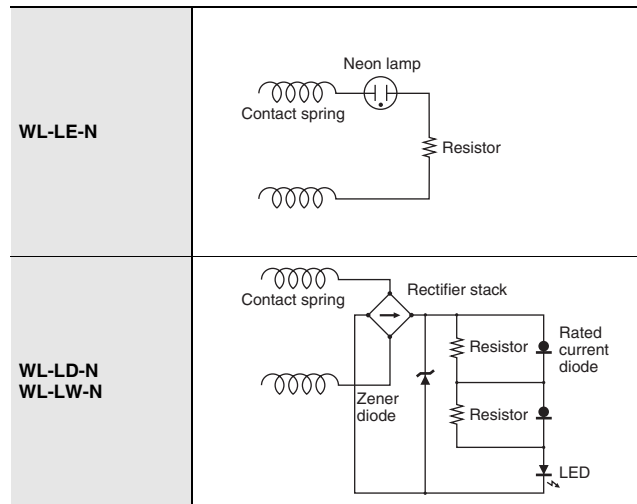 WL-LE-N
Neon lamp
Contact spring
Resistor
WL-LD-N
WL-LW-N
Contact spring
Rectifier stack
Resistor
Rated
current
diode
Zener
diode
Resistor
LED